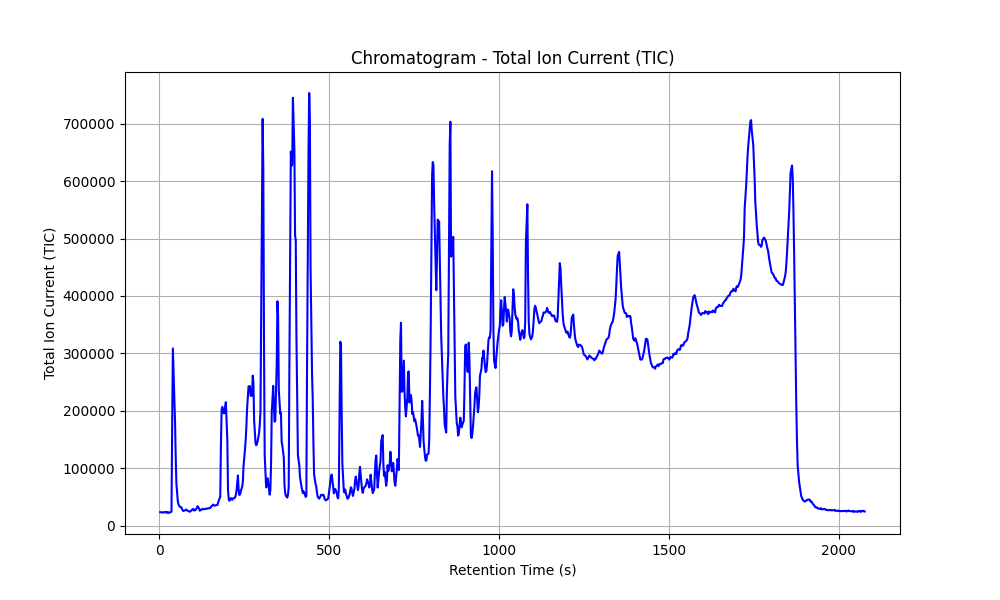 Chromatogram - Total Ion Current (TIC)
Total Ion Current (TIC)
700000
600000
500000
400000
300000
200000
100000
0
0 500 1000 1500 2000
Retention Time (s)